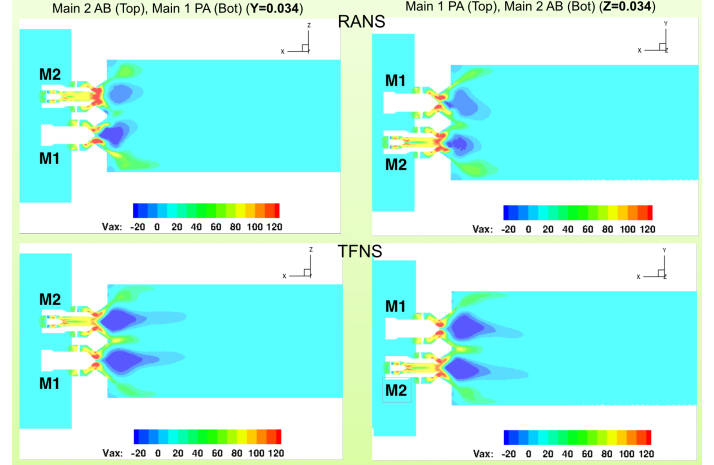 Main 2 AB (Top), Main 1 PA (Bot) (Y=0.034)
Main 1 PA (Top), Main 2 AB (Bot) (Z=0.034)
RANS
Z
X
M2
M1
Vax: -20 0 20 40 60 80 100 120
Y
X Z
M1
M2
Vax: -20 0 20 40 60 80 100 120
TFNS
Z
X
M2
M1
Vax: -20 0 20 40 60 80 100 120
Y
X Z
M1
M2
Vax: -20 0 20 40 60 80 100 120